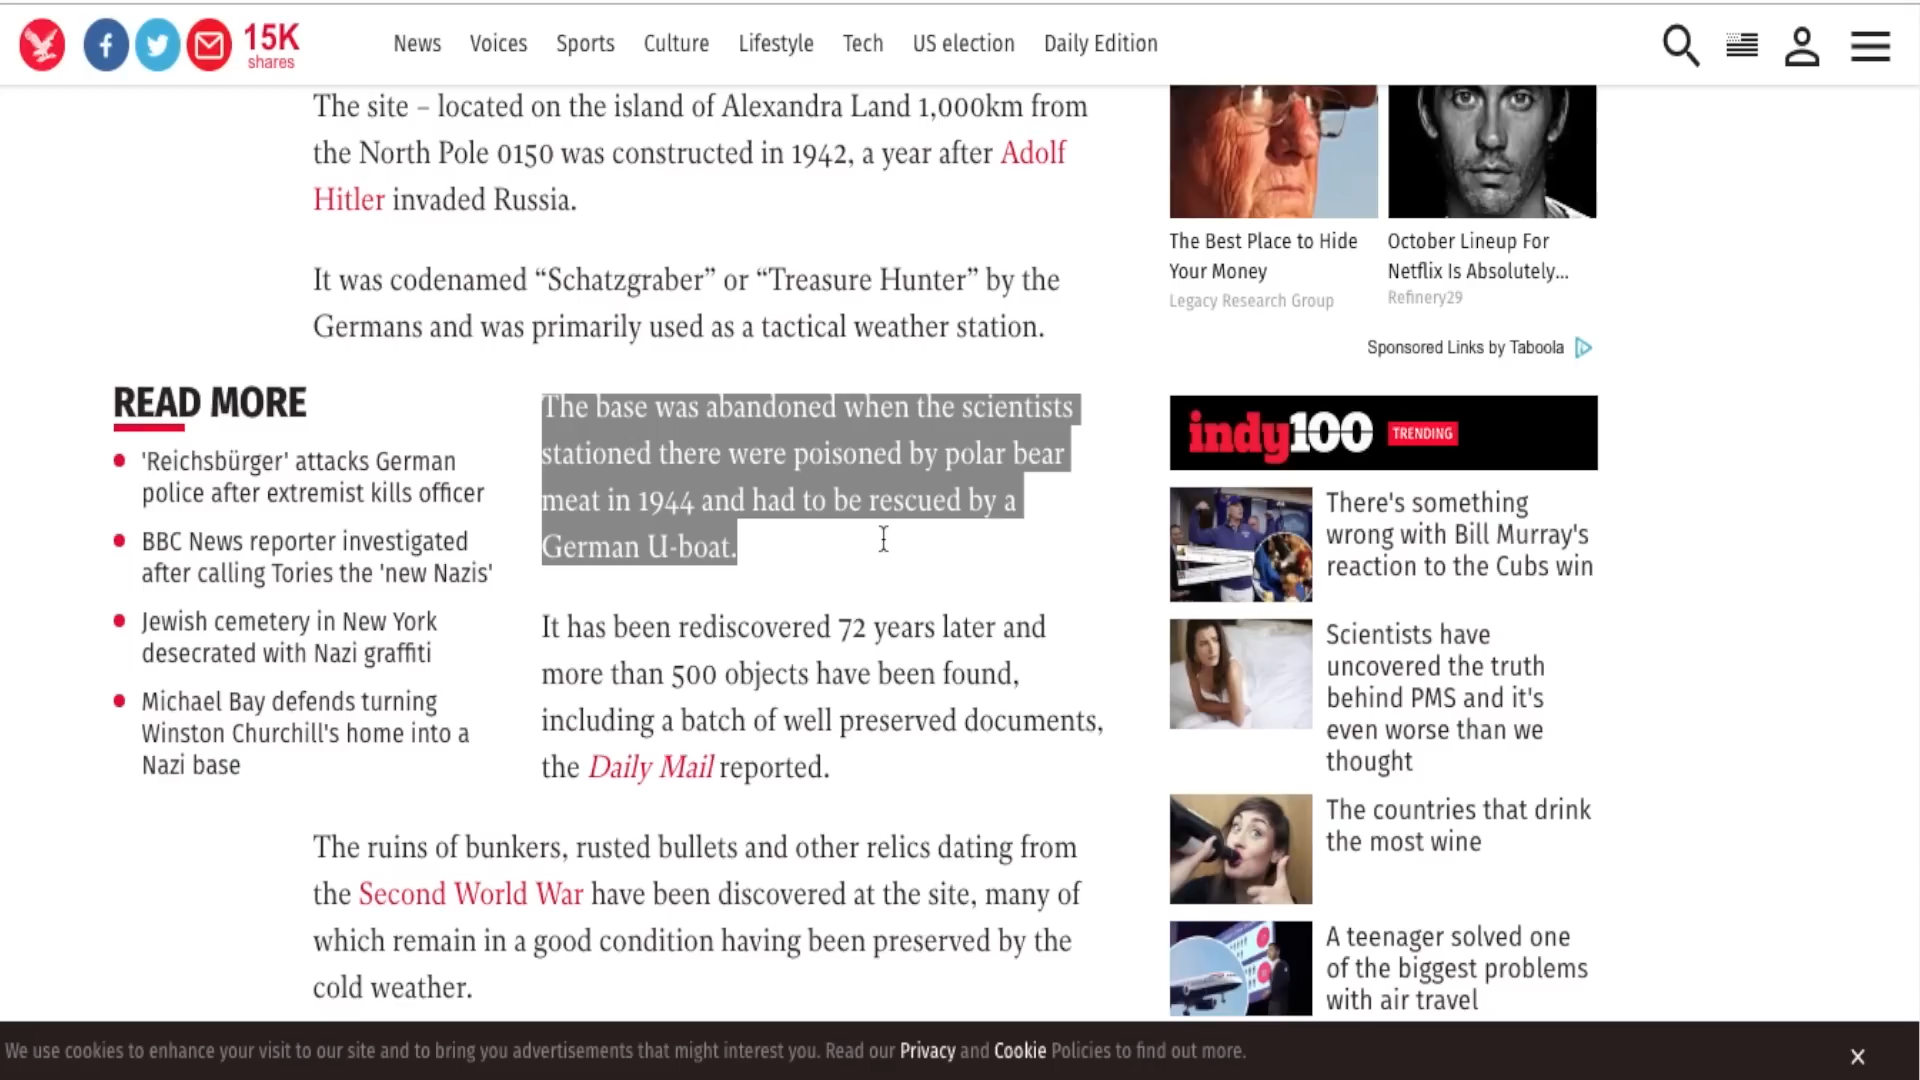 15K
shares
News Voices Sports Culture Lifestyle Tech US election Daily Edition
The site – located on the island of Alexandra Land 1,000km from
the North Pole 0150 was constructed in 1942, a year after Adolf
Hitler invaded Russia.
It was codenamed “Schatzgraber” or “Treasure Hunter” by the
Germans and was primarily used as a tactical weather station.
READ MORE
'Reichsbürger' attacks German
police after extremist kills officer
BBC News reporter investigated
after calling Tories the 'new Nazis'
Jewish cemetery in New York
desecrated with Nazi graffiti
Michael Bay defends turning
Winston Churchill's home into a
Nazi base
The base was abandoned when the scientists
stationed there were poisoned by polar bear
meat in 1944 and had to be rescued by a
German U-boat.
It has been rediscovered 72 years later and
more than 500 objects have been found,
including a batch of well preserved documents,
the Daily Mail reported.
The ruins of bunkers, rusted bullets and other relics dating from
the Second World War have been discovered at the site, many of
which remain in a good condition having been preserved by the
cold weather.
The Best Place to Hide
Your Money
Legacy Research Group
October Lineup For
Netflix Is Absolutely...
Refinery29
Sponsored Links by Taboola
indy100 TRENDING
There's something
wrong with Bill Murray's
reaction to the Cubs win
Scientists have
uncovered the truth
behind PMS and it's
even worse than we
thought
The countries that drink
the most wine
A teenager solved one
of the biggest problems
with air travel
We use cookies to enhance your visit to our site and to bring you advertisements that might interest you. Read our Privacy and Cookie Policies to find out more.